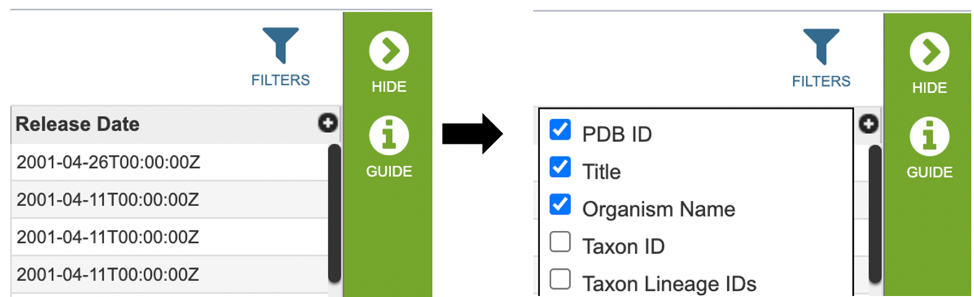 FILTERS
HIDE
Release Date
2001-04-26T00:00:00Z
GUIDE
2001-04-11T00:00:00Z
2001-04-11T00:00:00Z
2001-04-11T00:00:00Z
FILTERS
HIDE
PDB ID
Title
GUIDE
Organism Name
Taxon ID
Taxon Lineage IDs